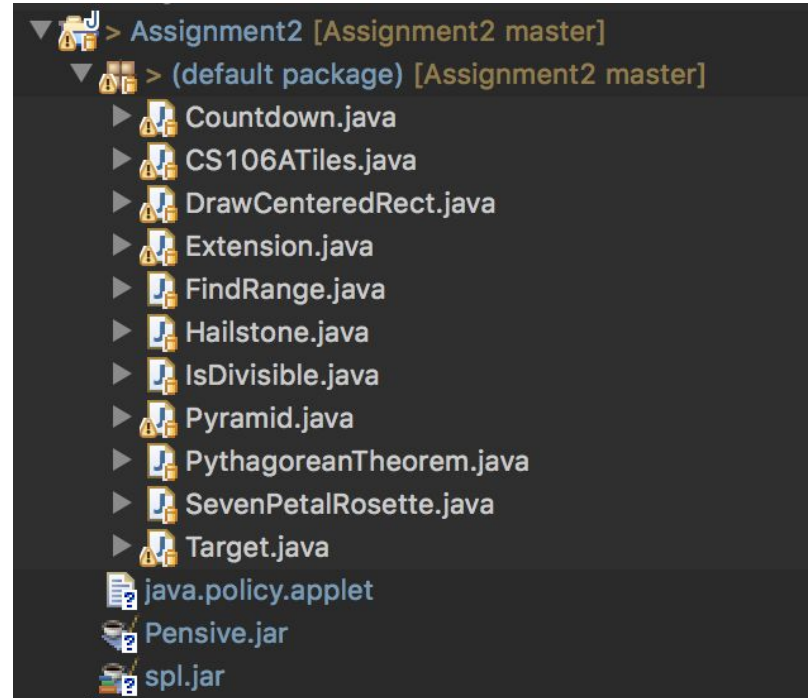 > Assignment2 [Assignment2 master]
> (default package) [Assignment2 master]
Countdown.java
CS106ATiles.java
DrawCenteredRect.java
Extension.java
FindRange.java
Hailstone.java
IsDivisible.java
Pyramid.java
PythagoreanTheorem.java
SevenPetalRosette.java
Target.java
java.policy.applet
Pensive.jar
spl.jar